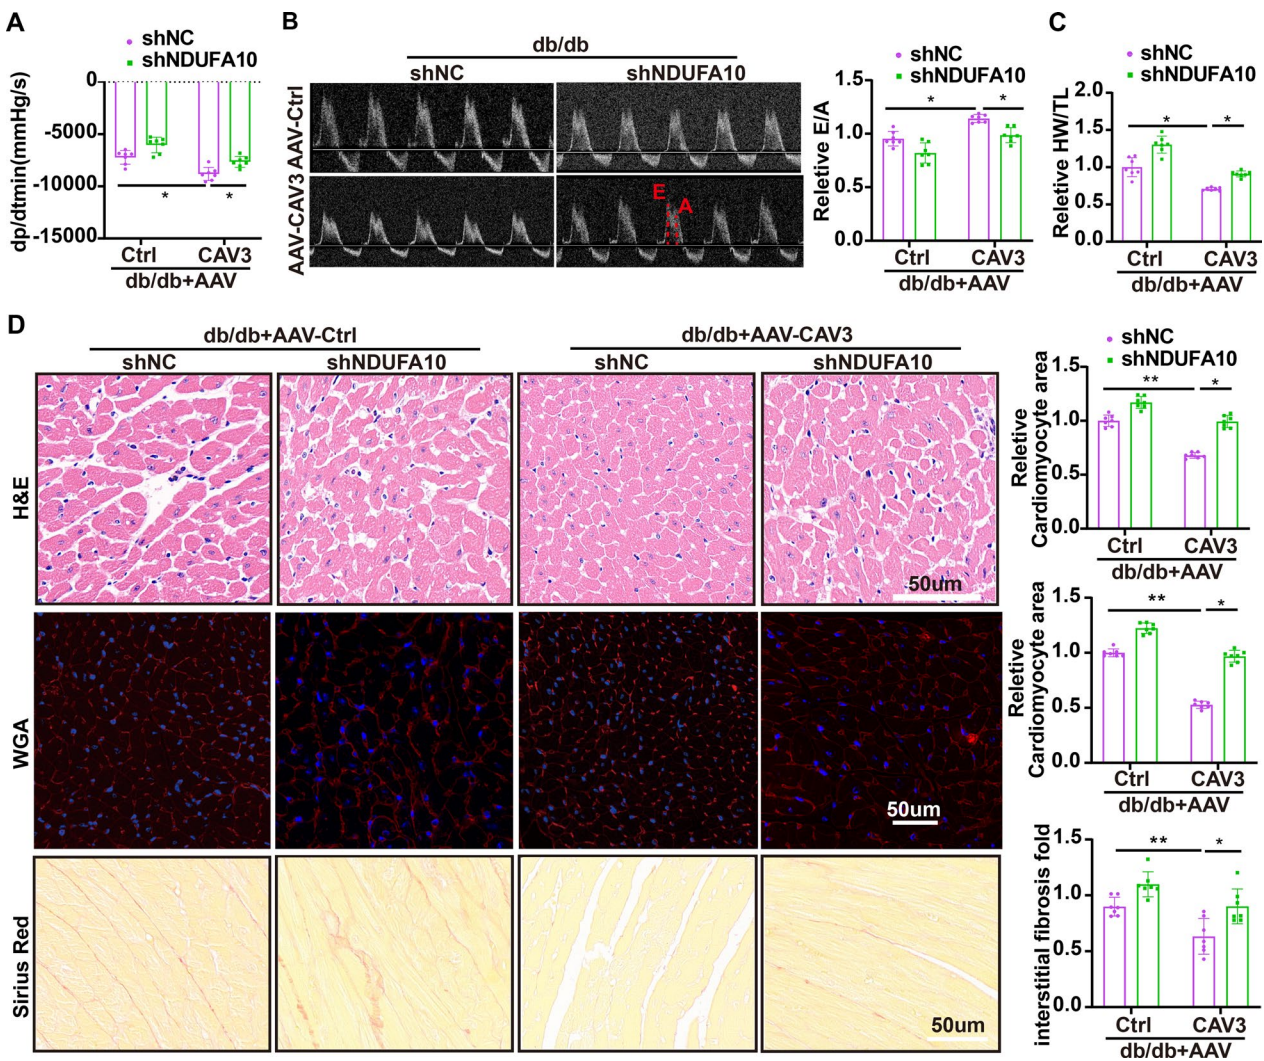 A
shNC
shNDUFA10
dp/dtmin(mmHg/s)
0
-5000
-10000
-15000
*
*
Ctrl
CAV3
db/db+AAV
B
db/db
shNC
shNDUFA10
AAV-Ctrl
AAV-CAV3
E
A
shNC
shNDUFA10
Reletive E/A
1.5
1.0
0.5
0.0
*
*
Ctrl
CAV3
db/db+AAV
C
shNC
shNDUFA10
Reletive HW/TL
2.0
1.5
1.0
0.5
0.0
*
*
Ctrl
CAV3
db/db+AAV
D
db/db+AAV-Ctrl
db/db+AAV-CAV3
shNC
shNDUFA10
shNC
shNDUFA10
H&E
50um
WGA
50um
Sirius Red
50um
shNC
shNDUFA10
Reletive
Cardiomyocyte area
1.5
1.0
0.5
0.0
**
*
Ctrl
CAV3
db/db+AAV
Reletive
Cardiomyocyte area
1.5
1.0
0.5
0.0
**
*
Ctrl
CAV3
db/db+AAV
interstitial fibrosis fold
1.5
1.0
0.5
0.0
**
*
Ctrl
CAV3
db/db+AAV